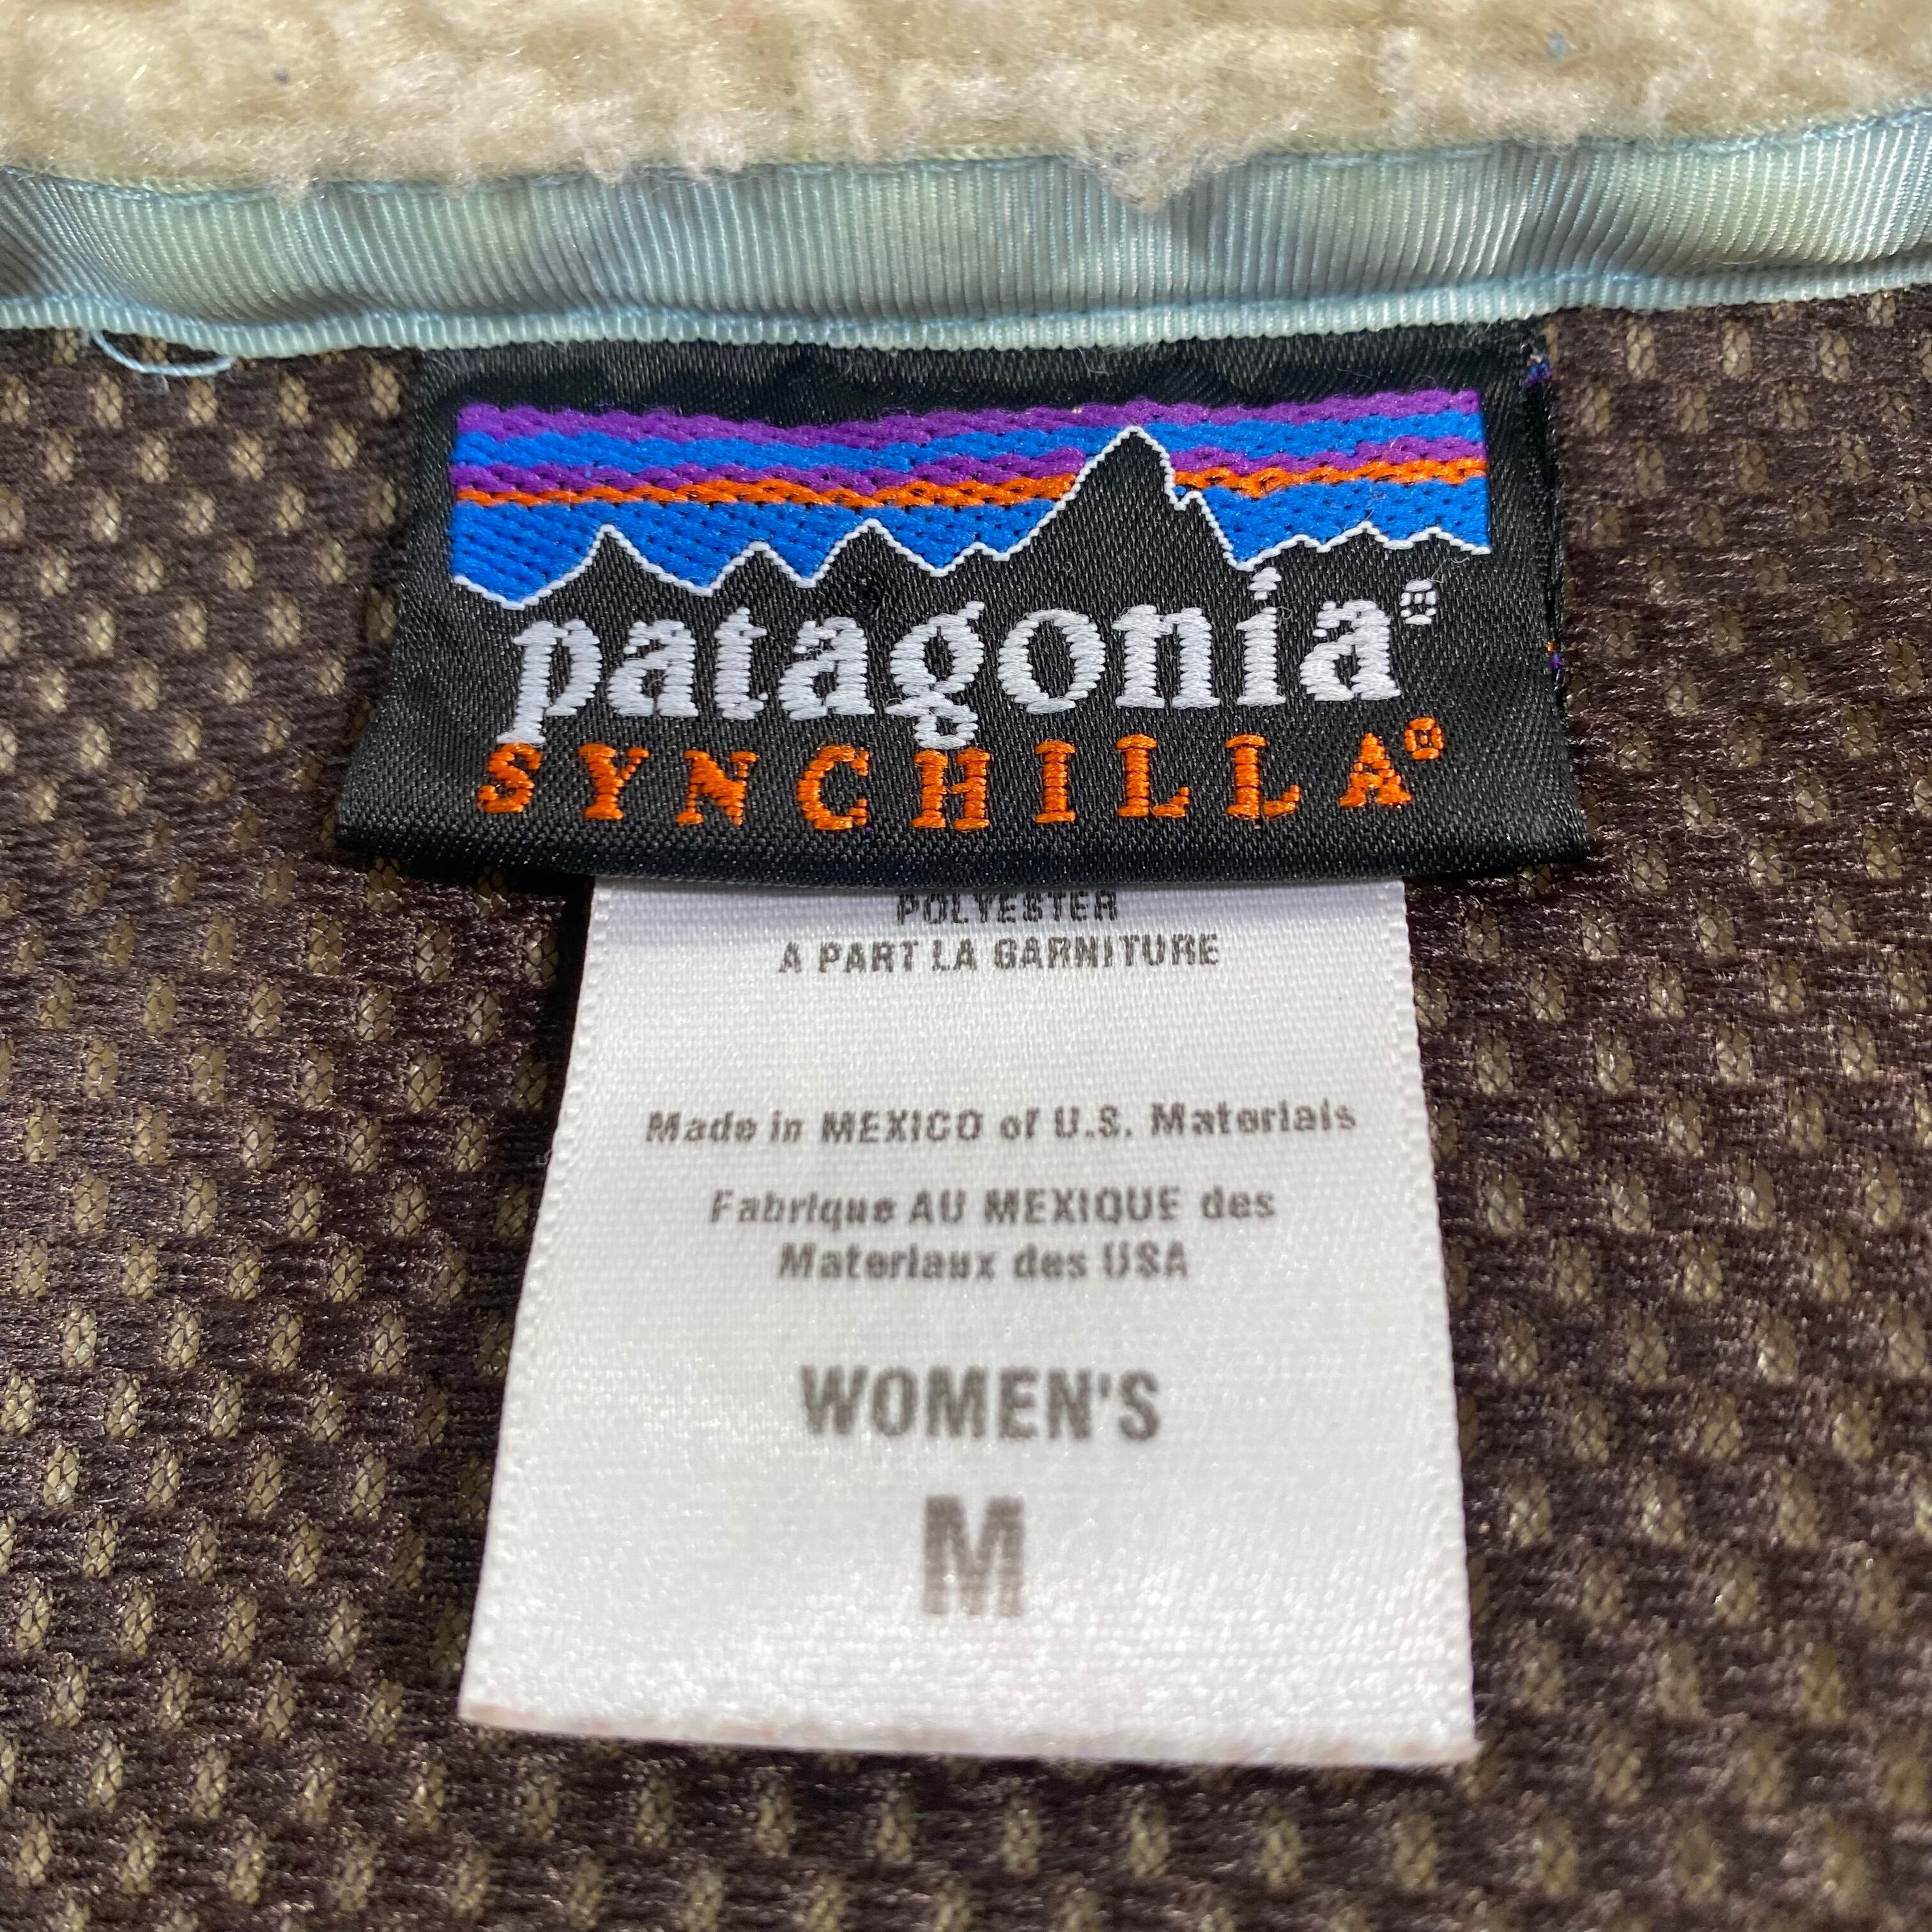 patagonia®
SYNCHILLA®
POLYESTER
A PART LA GARNITURE
Made in MEXICO of U.S. Materials
Fabrique AU MEXIQUE des
Materiaux des USA
WOMEN'S
M